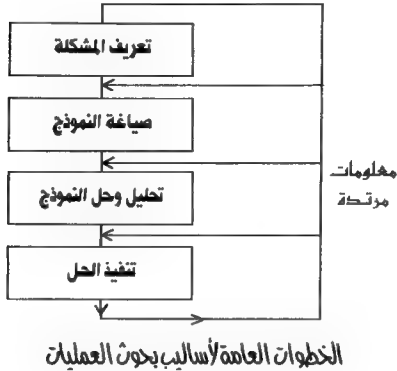 تعريف المشكلة
صياغة النموذج
معلومات
مرتدة
تحليل وحل النموذج
تنفيذ الحل
الخطوات العامة لأساليب بحوث العمليات